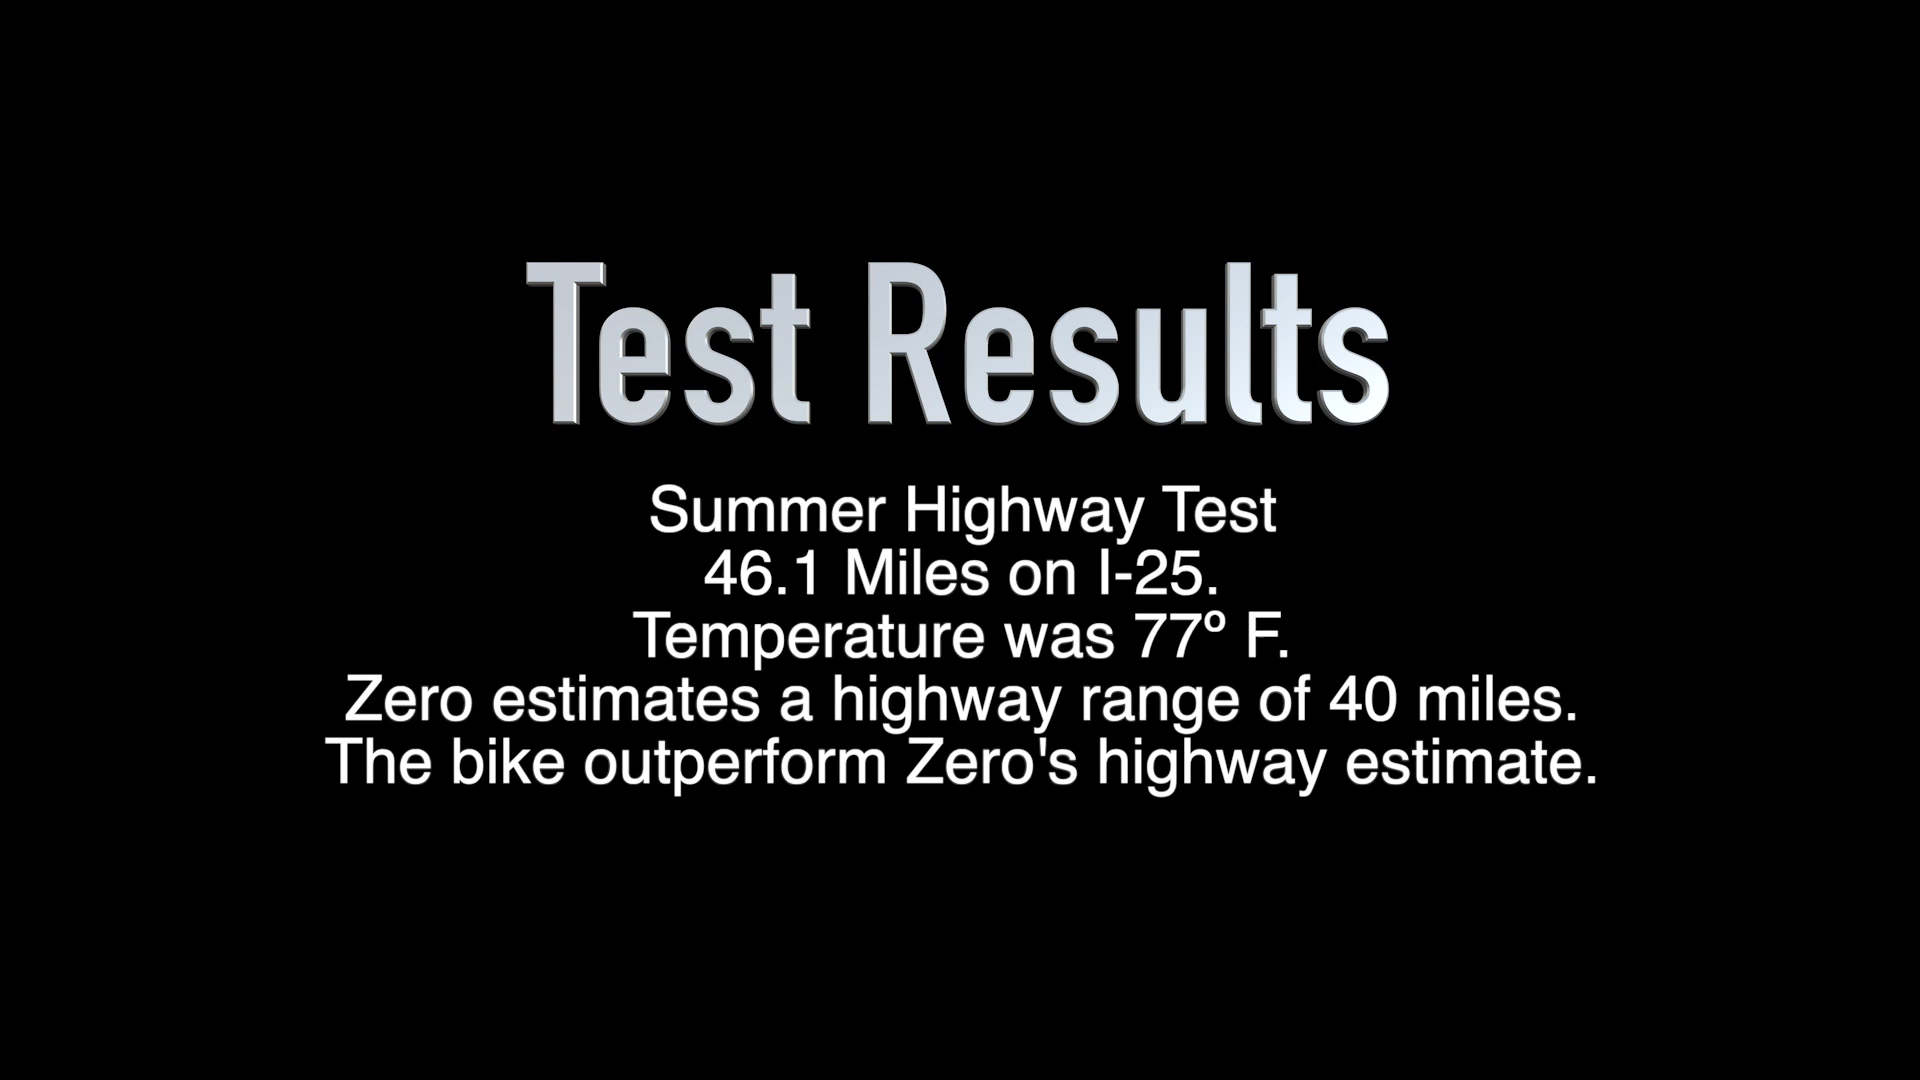 Test Results
Summer Highway Test
46.1 Miles on I-25.
Temperature was 77º F.
Zero estimates a highway range of 40 miles.
The bike outperform Zero's highway estimate.